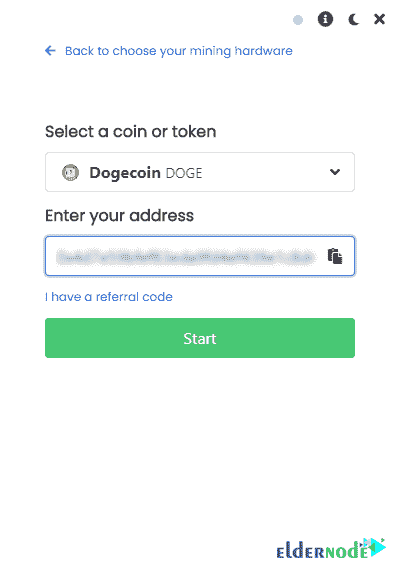 Back to choose your mining hardware
Select a coin or token
Dogecoin DOGE
Enter your address
I have a referral code
Start
ELDERNODE